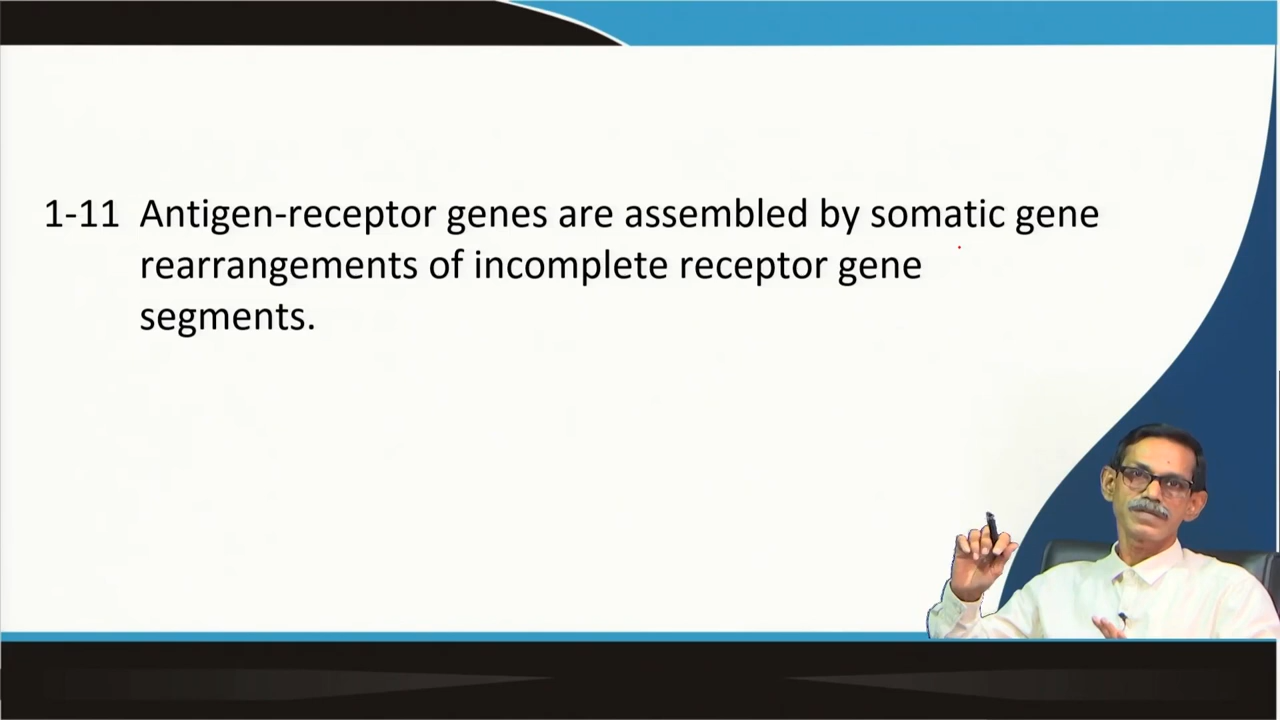 1-11 Antigen-receptor genes are assembled by somatic gene
rearrangements of incomplete receptor gene
segments.